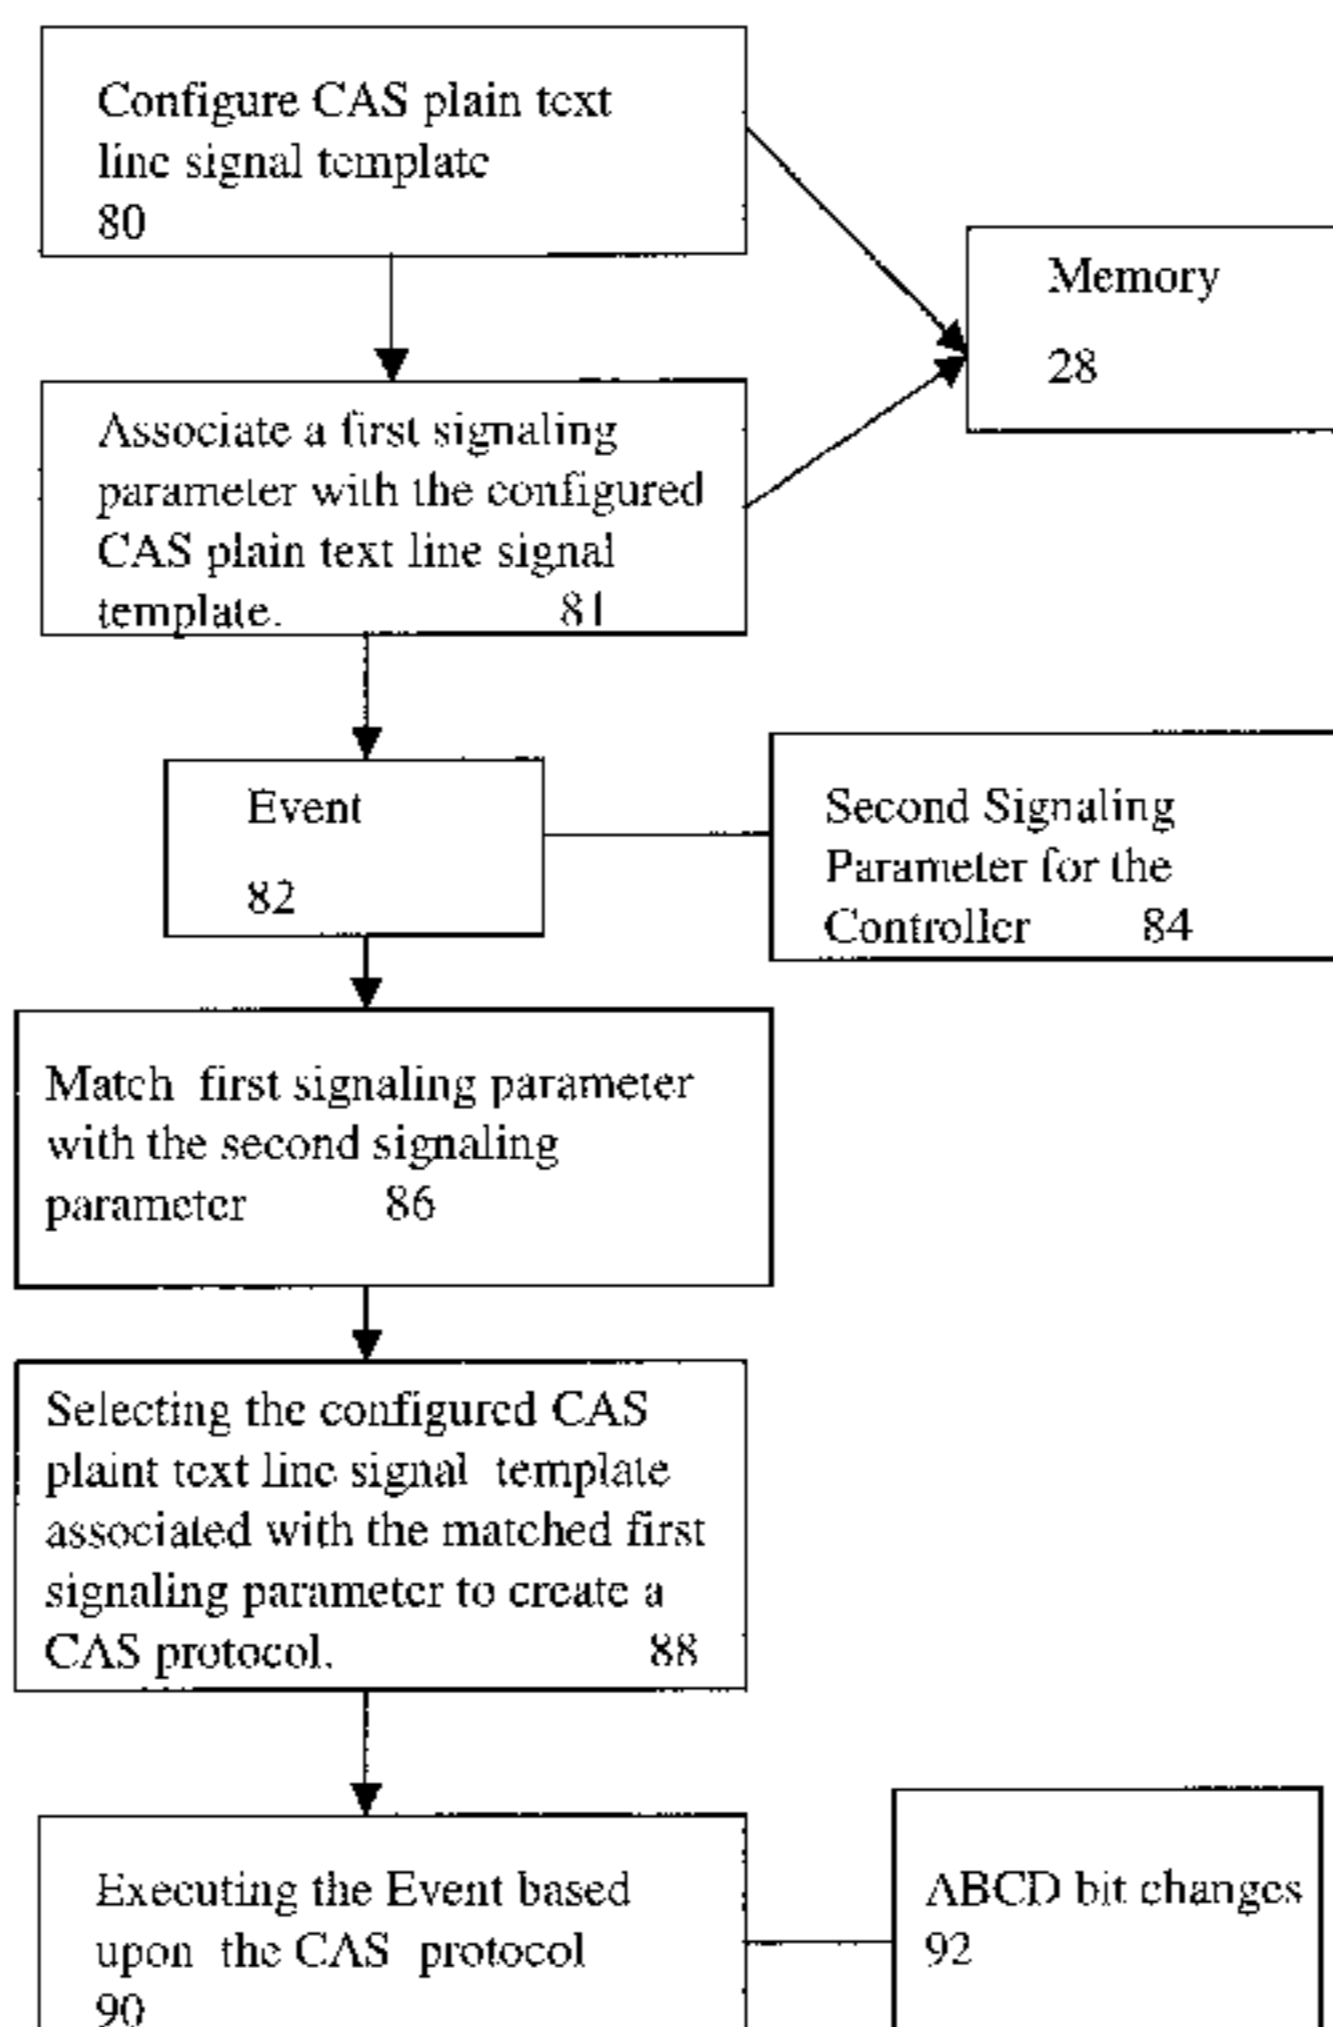 Configure CAS plain text
line signal template
80
Memory
28
Associate a first signaling
parameter with the configured
CAS plain text line signal
template. 81
Event
82
Second Signaling
Parameter for the
Controller 84
Match first signaling parameter
with the second signaling
parameter 86
Selecting the configured CAS
plaint text line signal template
associated with the matched first
signaling parameter to create a
CAS protocol. 88
Executing the Event based
upon the CAS protocol
90
ABCD bit changes
92